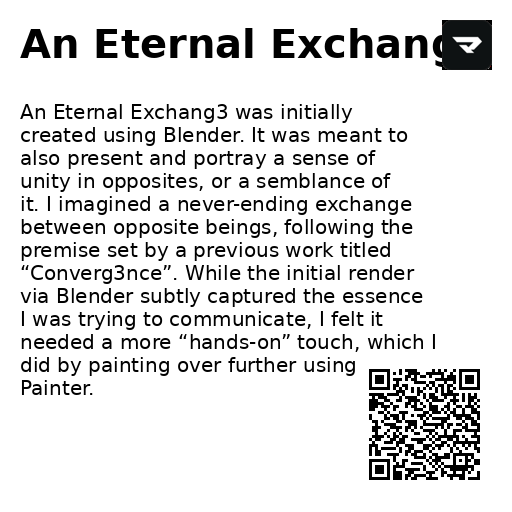 An Eternal Exchang
An Eternal Exchang3 was initially
created using Blender. It was meant to
also present and portray a sense of
unity in opposites, or a semblance of
it. I imagined a never-ending exchange
between opposite beings, following the
premise set by a previous work titled
“Converg3nce”. While the initial render
via Blender subtly captured the essence
I was trying to communicate, I felt it
needed a more “hands-on” touch, which I
did by painting over further using
Painter.